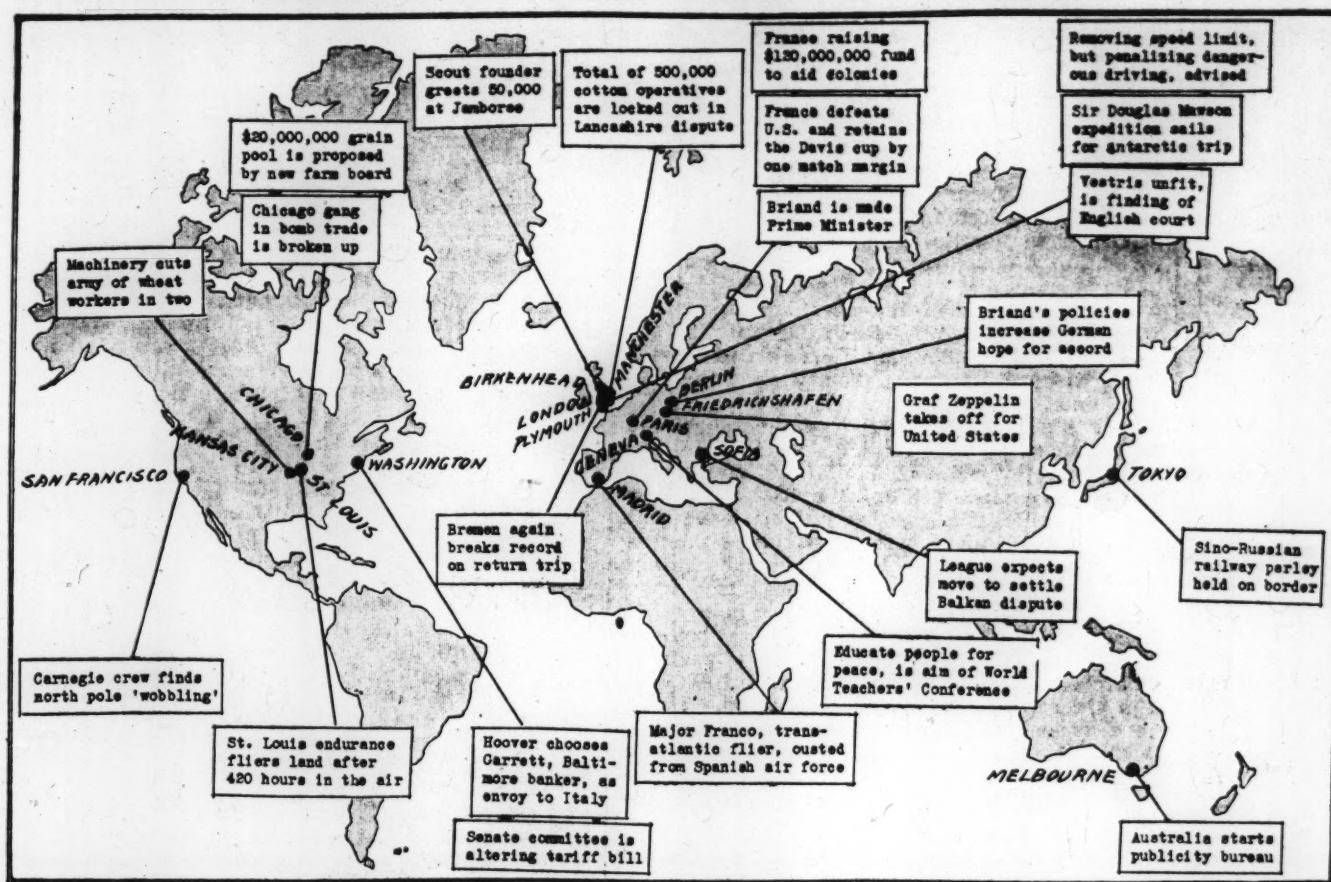 Scout founder
greets 50,000
at Jamboree
Total of 500,000
cotton operatives
are locked out in
Lancashire dispute
France raising
$120,000,000 fund
to aid colonies
Removing speed limit,
but penalizing danger-
ous driving, advised
$20,000,000 grain
pool is proposed
by new farm board
France defeats
U.S. and retains
the Davis cup by
one match margin
Sir Douglas Mawson
expedition sails
for antarctic trip
Chicago gang
in bomb trade
is broken up
Briand is made
Prime Minister
Vestris unfit,
is finding of
English court
Machinery cuts
army of wheat
workers in two
Briand's policies
increase German
hope for accord
MANCHESTER
BIRKENHEAD
LONDON
PLYMOUTH
BERLIN
FRIEDRICHSHAFEN
PARIS
GENEVA
SOFIA
MADRID
Graf Zeppelin
takes off for
United States
CHICAGO
KANSAS CITY
ST LOUIS
WASHINGTON
SAN FRANCISCO
TOKYO
Bremen again
breaks record
on return trip
League expects
move to settle
Balkan dispute
Sino-Russian
railway parley
held on border
Carnegie crew finds
north pole 'wobbling'
Educate people for
peace, is aim of World
Teachers' Conference
St. Louis endurance
fliers land after
420 hours in the air
Hoover chooses
Garrett, Balti-
more banker, as
envoy to Italy
Major Franco, trans-
atlantic flier, ousted
from Spanish air force
MELBOURNE
Senate committee is
altering tariff bill
Australia starts
publicity bureau